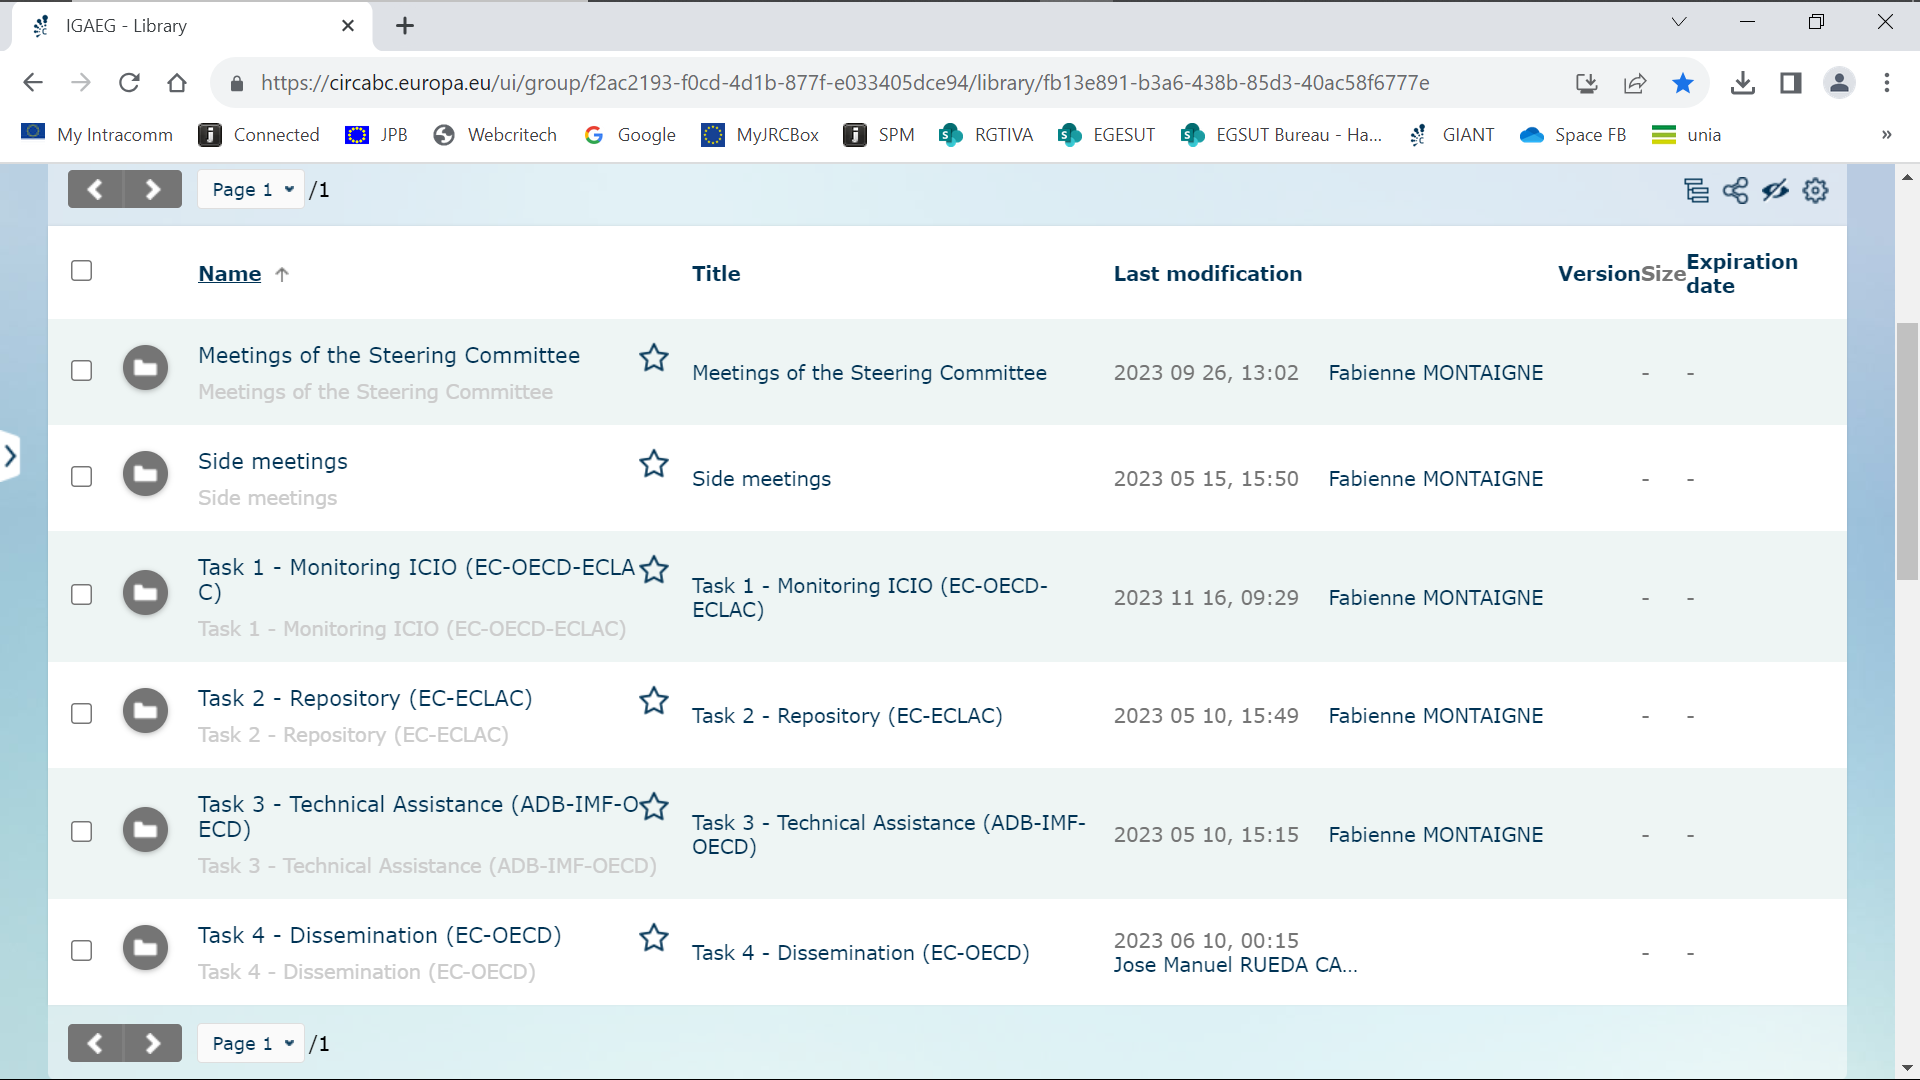 IGAEG - Library
https://circabc.europa.eu/ui/group/f2ac2193-f0cd-4d1b-877f-e033405dce94/library/fb13e891-b3a6-438b-85d3-40ac58f6777e
My Intracomm Connected JPB Webcritech Google MyJRCBox SPM RGTIVA EGESUT EGSUT Bureau - Ha... GIANT Space FB unia »
Page 1 /1
Name Title Last modification Version Size Expiration
date
Meetings of the Steering Committee
Meetings of the Steering Committee
Meetings of the Steering Committee 2023 09 26, 13:02 Fabienne MONTAIGNE - -
Side meetings
Side meetings
Side meetings 2023 05 15, 15:50 Fabienne MONTAIGNE - -
Task 1 - Monitoring ICIO (EC-OECD-ECLA
C)
Task 1 - Monitoring ICIO (EC-OECD-ECLAC)
Task 1 - Monitoring ICIO (EC-OECD-
ECLAC)
2023 11 16, 09:29 Fabienne MONTAIGNE - -
Task 2 - Repository (EC-ECLAC)
Task 2 - Repository (EC-ECLAC)
Task 2 - Repository (EC-ECLAC) 2023 05 10, 15:49 Fabienne MONTAIGNE - -
Task 3 - Technical Assistance (ADB-IMF-O
ECD)
Task 3 - Technical Assistance (ADB-IMF-OECD)
Task 3 - Technical Assistance (ADB-IMF-
OECD)
2023 05 10, 15:15 Fabienne MONTAIGNE - -
Task 4 - Dissemination (EC-OECD)
Task 4 - Dissemination (EC-OECD)
Task 4 - Dissemination (EC-OECD)
2023 06 10, 00:15
Jose Manuel RUEDA CA...
- -
Page 1 /1